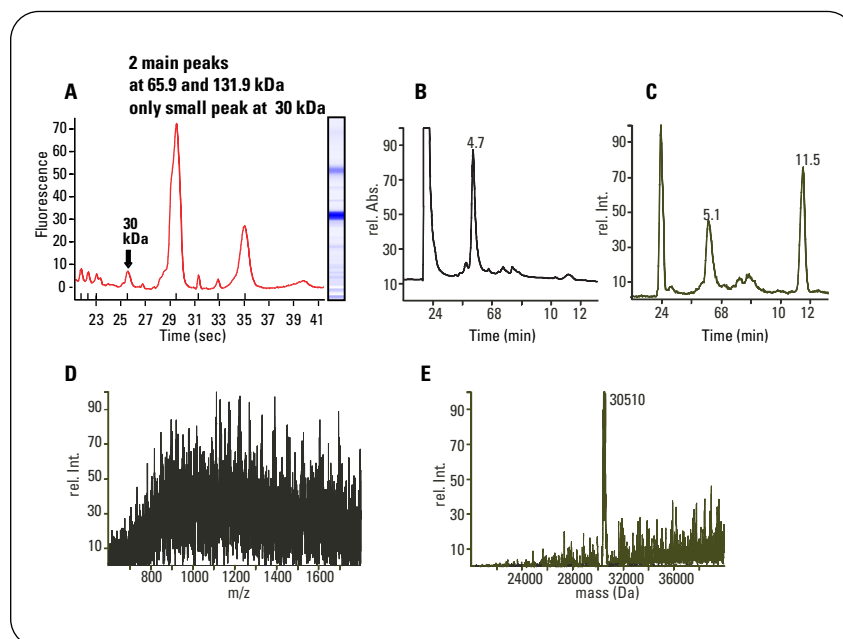 2 main peaks
at 65.9 and 131.9 kDa
only small peak at 30 kDa
A
70
60
50
40
30
20
10
0
Fluorescence
30
kDa
23 25 27 29 31 33 35 37 39 41
Time (sec)
B
90
70
50
30
10
rel. Abs.
4.7
24 68 10 12
Time (min)
C
90
70
50
30
10
rel. Int.
5.1
11.5
24 68 10 12
Time (min)
D
90
70
50
30
10
rel. Int.
800 1000 1200 1400 1600
m/z
E
90
70
50
30
10
rel. Int.
30510
24000 28000 32000 36000
mass (Da)